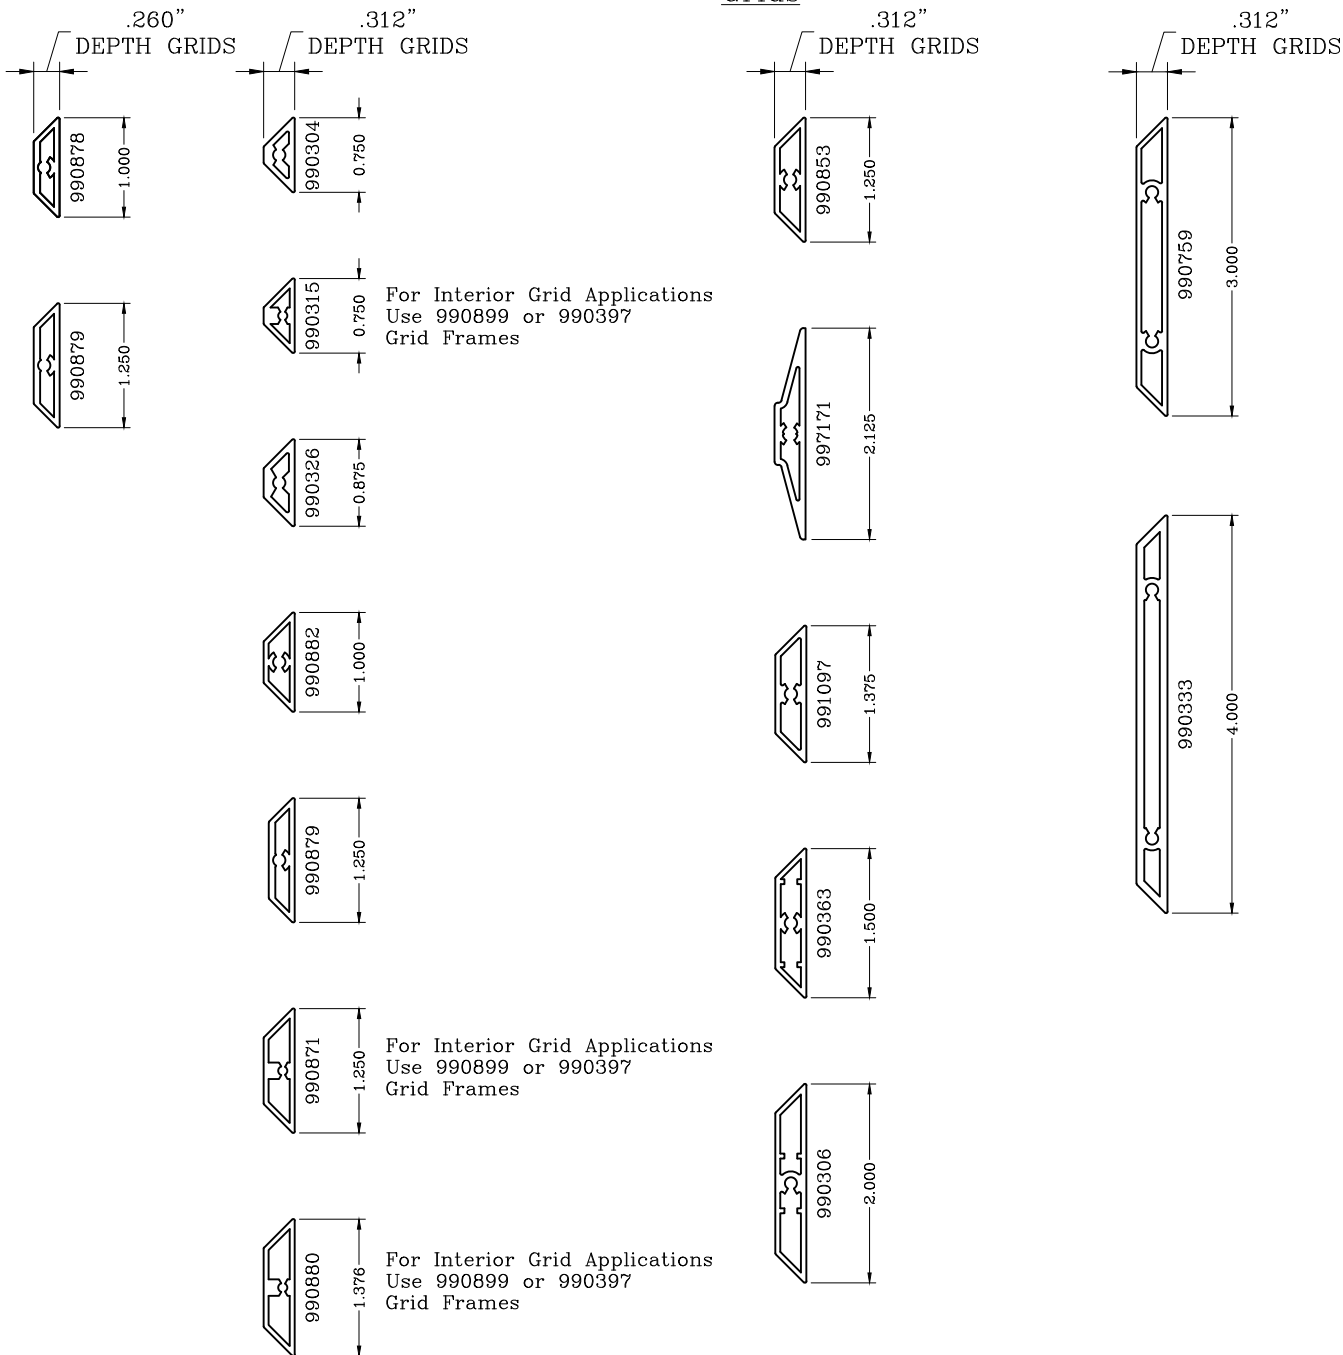 Grids
.260"
DEPTH GRIDS
990878
1.000
990879
1.250
.312"
DEPTH GRIDS
990304
0.750
990315
0.750
For Interior Grid Applications
Use 990899 or 990397
Grid Frames
990326
0.875
990882
1.000
990879
1.250
990871
1.250
For Interior Grid Applications
Use 990899 or 990397
Grid Frames
990880
1.376
For Interior Grid Applications
Use 990899 or 990397
Grid Frames
.312"
DEPTH GRIDS
990853
1.250
997171
2.125
991097
1.375
990363
1.500
990306
2.000
.312"
DEPTH GRIDS
990759
3.000
990333
4.000